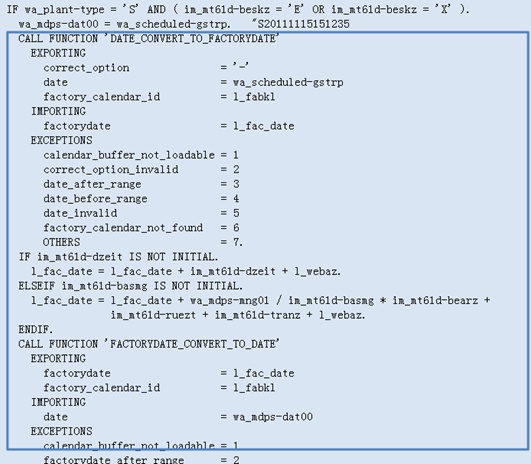 IF wa_plant-type = 'S' AND ( im_mt61d-beskz = 'E' OR im_mt61d-beskz = 'X' ).
wa_mdps-dat00 = wa_scheduled-gstrp. "S20111115151235
CALL FUNCTION 'DATE_CONVERT_TO_FACTORYDATE'
EXPORTING
correct_option = '-'
date = wa_scheduled-gstrp
factory_calendar_id = l_fabkl
IMPORTING
factorydate = l_fac_date
EXCEPTIONS
calendar_buffer_not_loadable = 1
correct_option_invalid = 2
date_after_range = 3
date_before_range = 4
date_invalid = 5
factory_calendar_not_found = 6
OTHERS = 7.
IF im_mt61d-dzeit IS NOT INITIAL.
l_fac_date = l_fac_date + im_mt61d-dzeit + l_webaz.
ELSEIF im_mt61d-basmg IS NOT INITIAL.
l_fac_date = l_fac_date + wa_mdps-mng01 / im_mt61d-basmg * im_mt61d-bearz +
im_mt61d-ruezt + im_mt61d-tranz + l_webaz.
ENDIF.
CALL FUNCTION 'FACTORYDATE_CONVERT_TO_DATE'
EXPORTING
factorydate = l_fac_date
factory_calendar_id = l_fabkl
IMPORTING
date = wa_mdps-dat00
EXCEPTIONS
calendar_buffer_not_loadable = 1
factorydate_after_range = 2